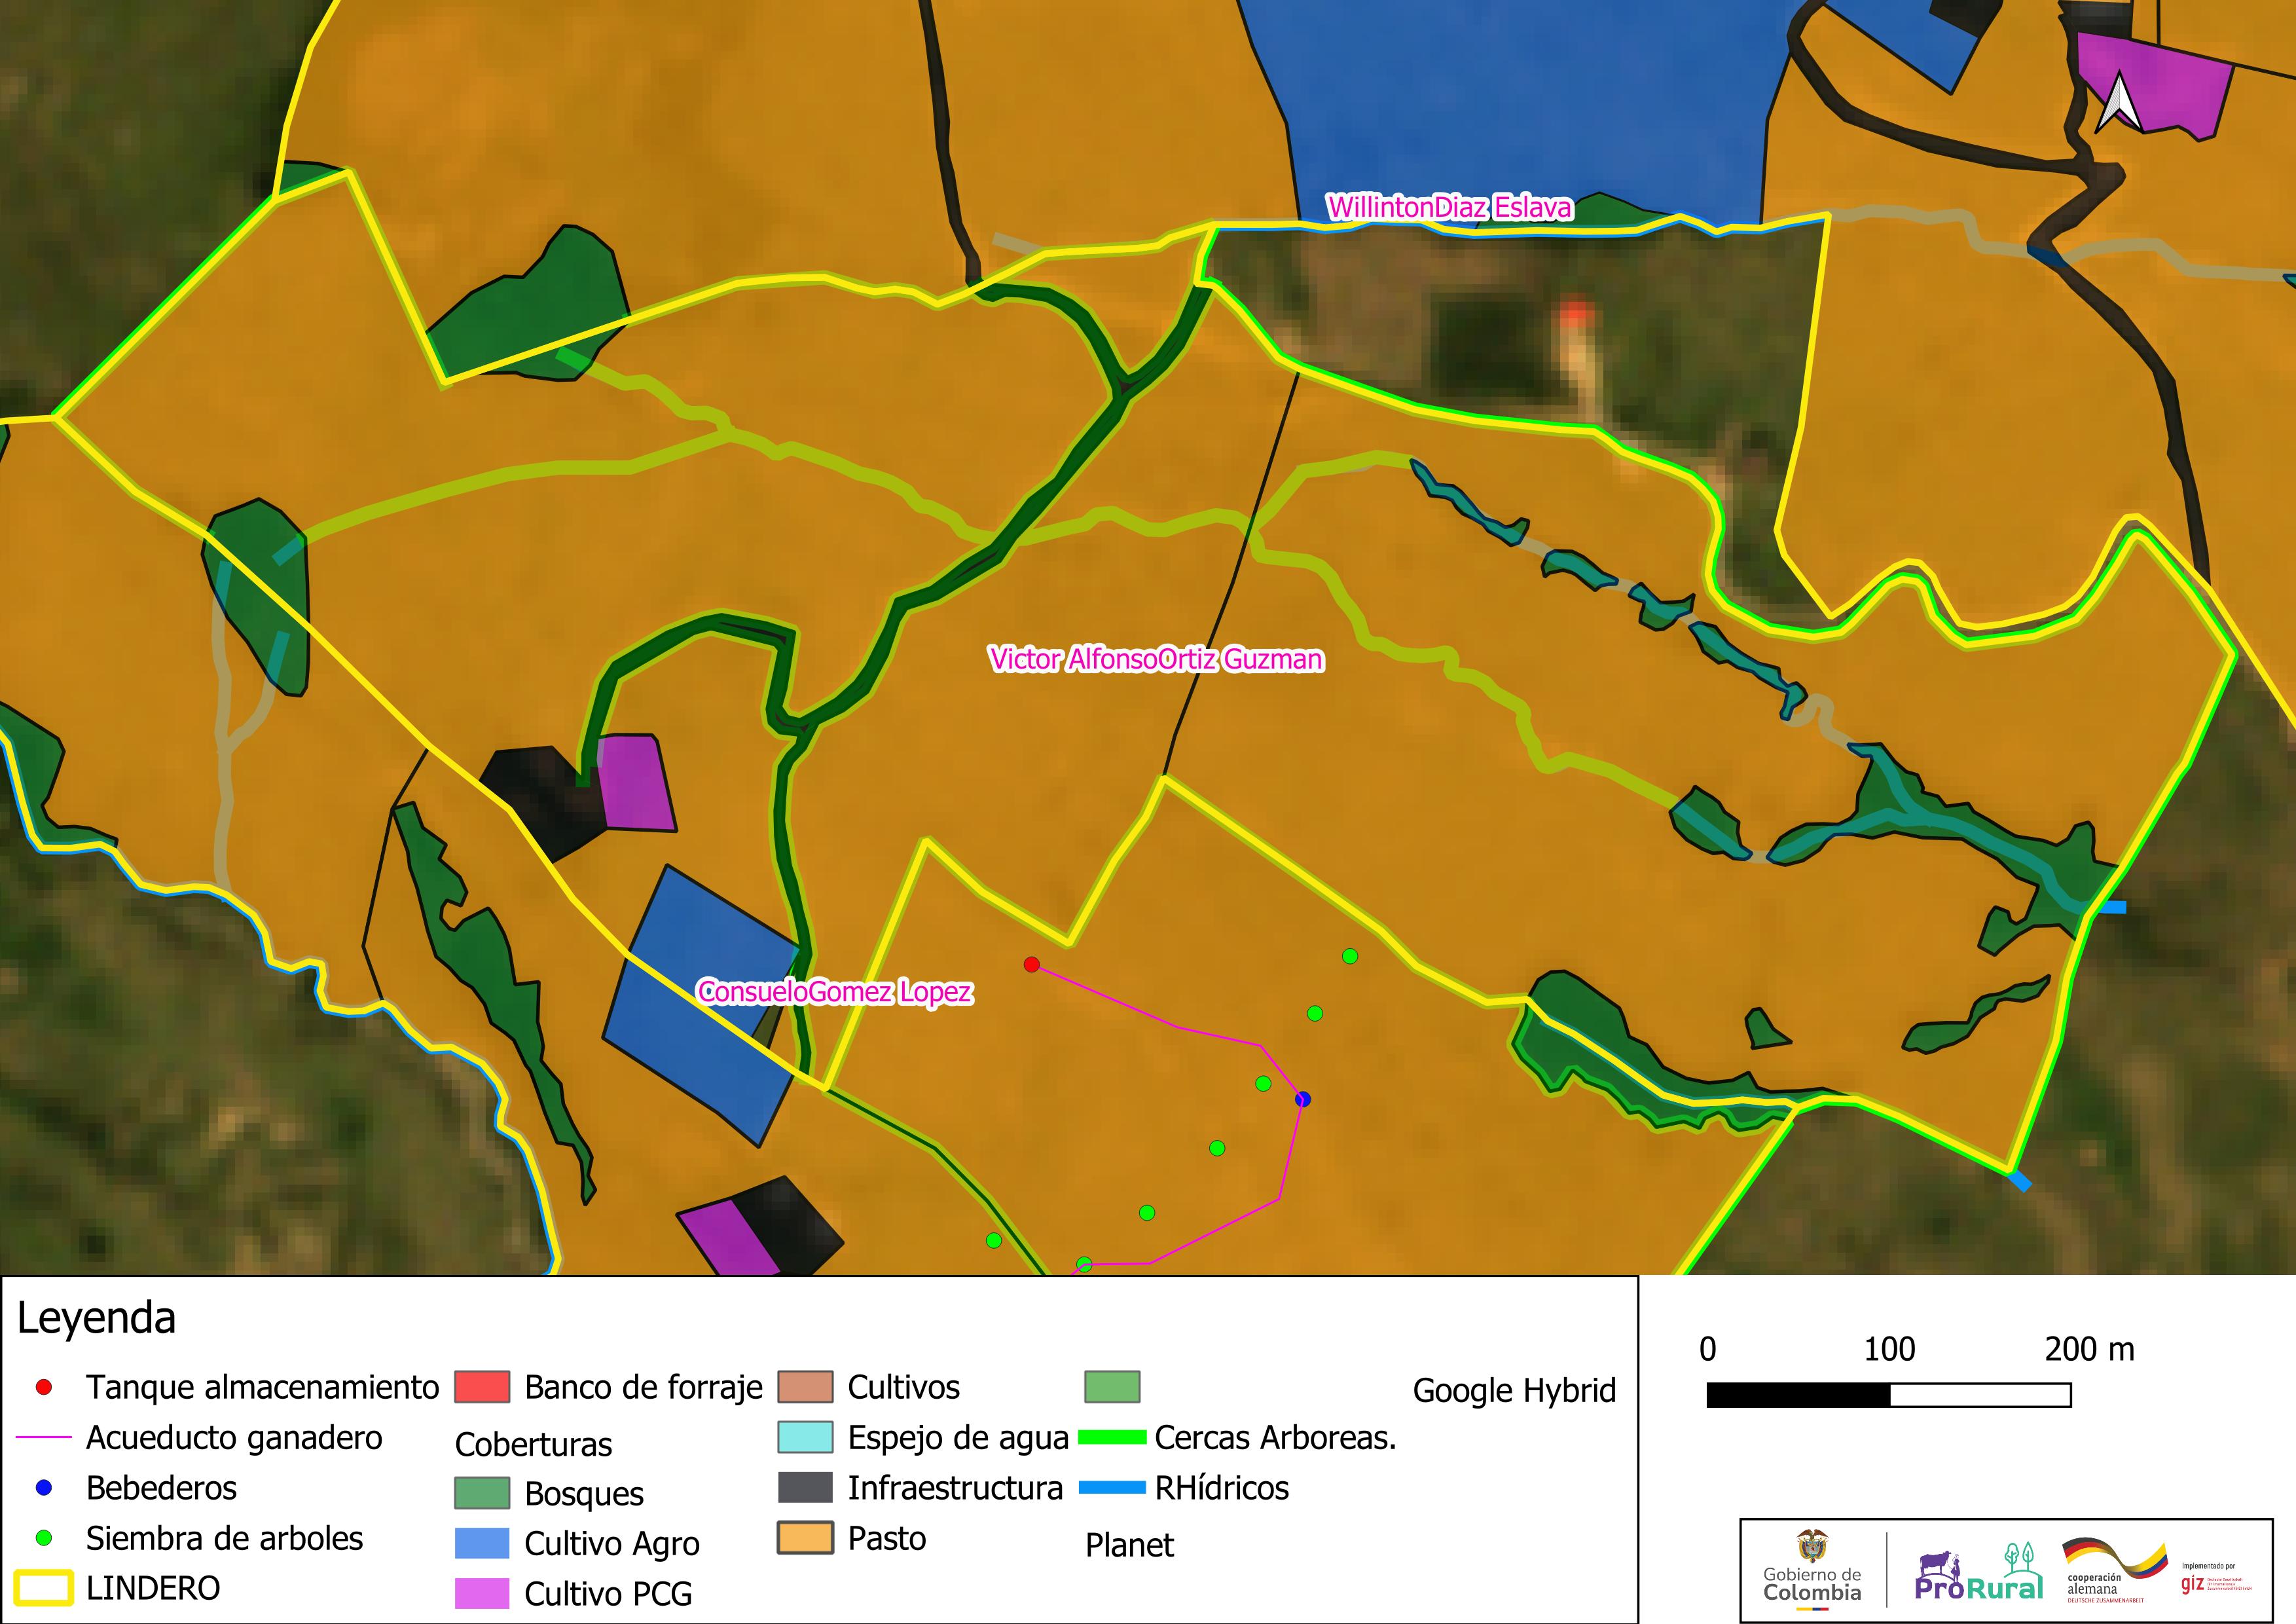 WillintonDiaz Eslava
Victor AlfonsoOrtiz Guzman
ConsueloGomez Lopez
Leyenda
Tanque almacenamiento
Acueducto ganadero
Bebederos
Siembra de arboles
LINDERO
Banco de forraje
Coberturas
Bosques
Cultivo Agro
Cultivo PCG
Cultivos
Espejo de agua
Infraestructura
Pasto
Cercas Arboreas.
RHídricos
Planet
Google Hybrid
0 100 200 m
Gobierno de
Colombia
ProRural
cooperación
alemana
DEUTSCHE ZUSAMMENARBEIT
Implementado por
giz